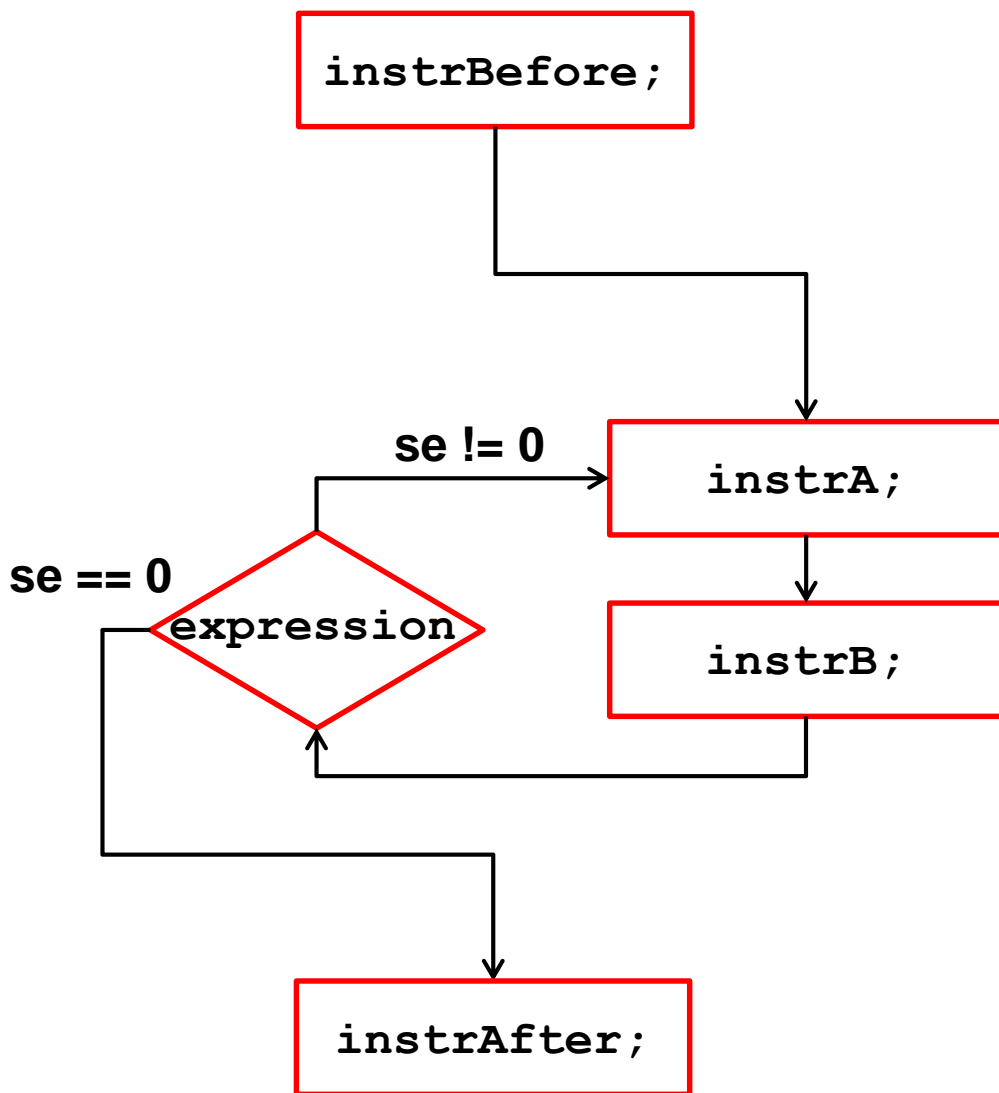 instrBefore;
se != 0
instrA;
se == 0
expression
instrB;
instrAfter;